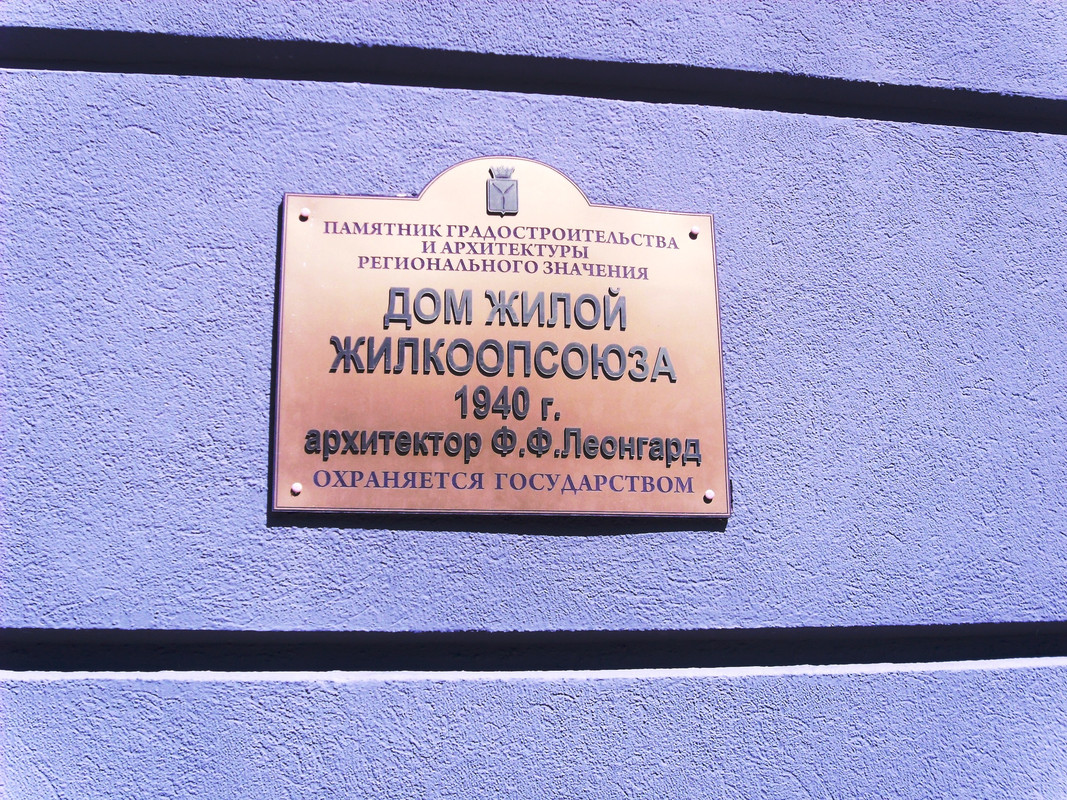 ПАМЯТНИК ГРАДОСТРОИТЕЛЬСТВА
И АРХИТЕКТУРЫ
РЕГИОНАЛЬНОГО ЗНАЧЕНИЯ
ДОМ ЖИЛОЙ
ЖИЛКООПСОЮЗА
1940 г.
архитектор Ф.Ф.Леонгард
ОХРАНЯЕТСЯ ГОСУДАРСТВОМ